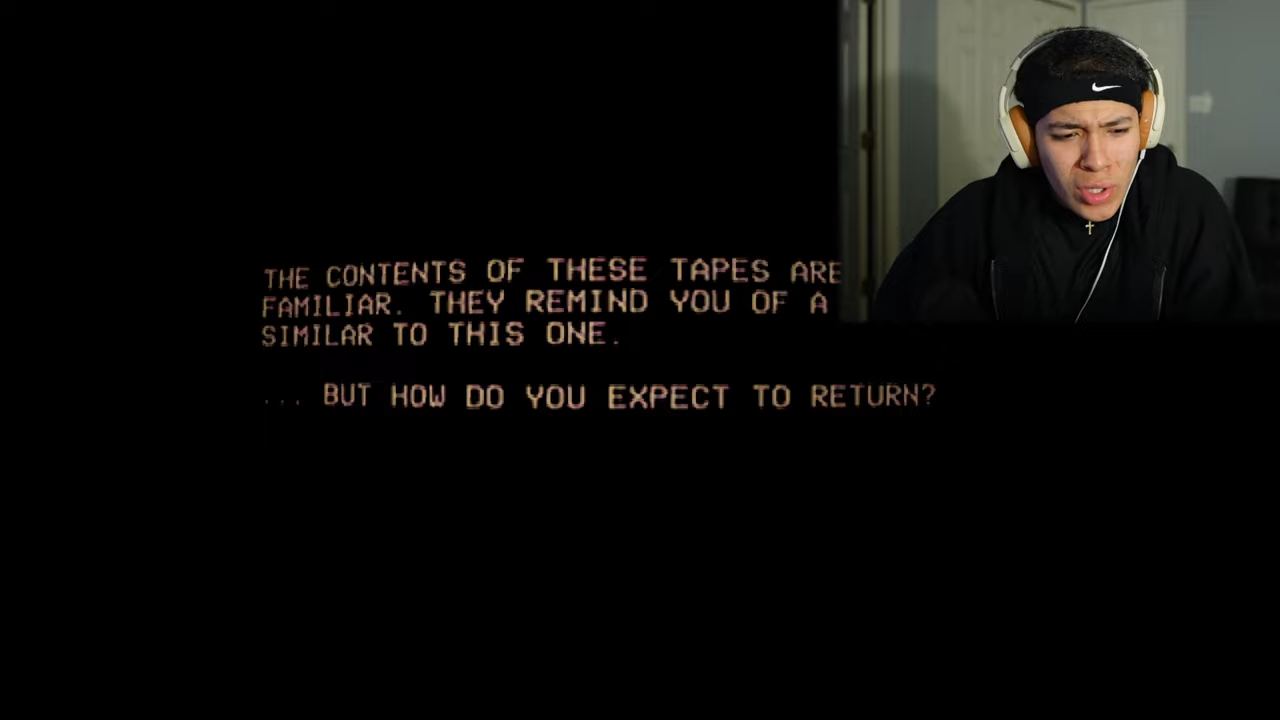 THE CONTENTS OF THESE TAPES ARE
FAMILIAR. THEY REMIND YOU OF A
SIMILAR TO THIS ONE.
... BUT HOW DO YOU EXPECT TO RETURN?